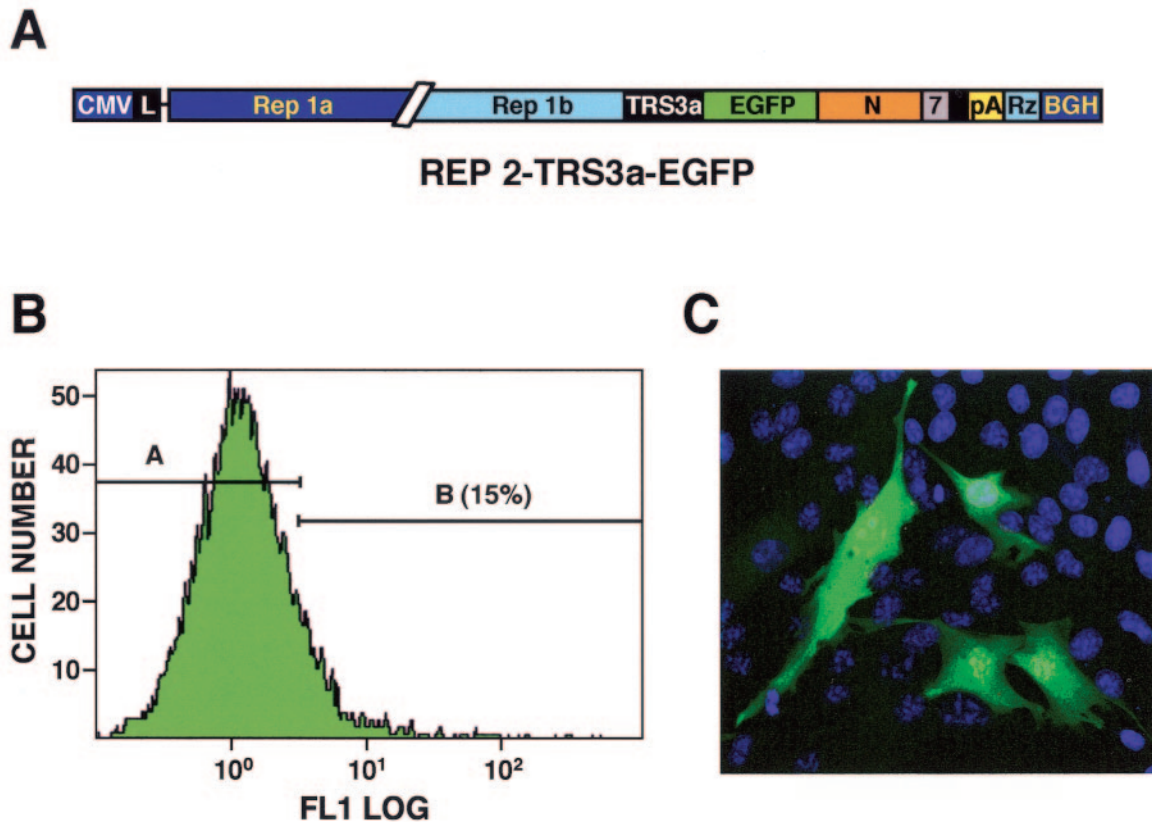 A
CMV L Rep 1a Rep 1b TRS3a EGFP N 7 pA Rz BGH
REP 2-TRS3a-EGFP
B
CELL NUMBER
50
40
30
20
10
A
B (15%)
10⁰ 10¹ 10²
FL1 LOG
C